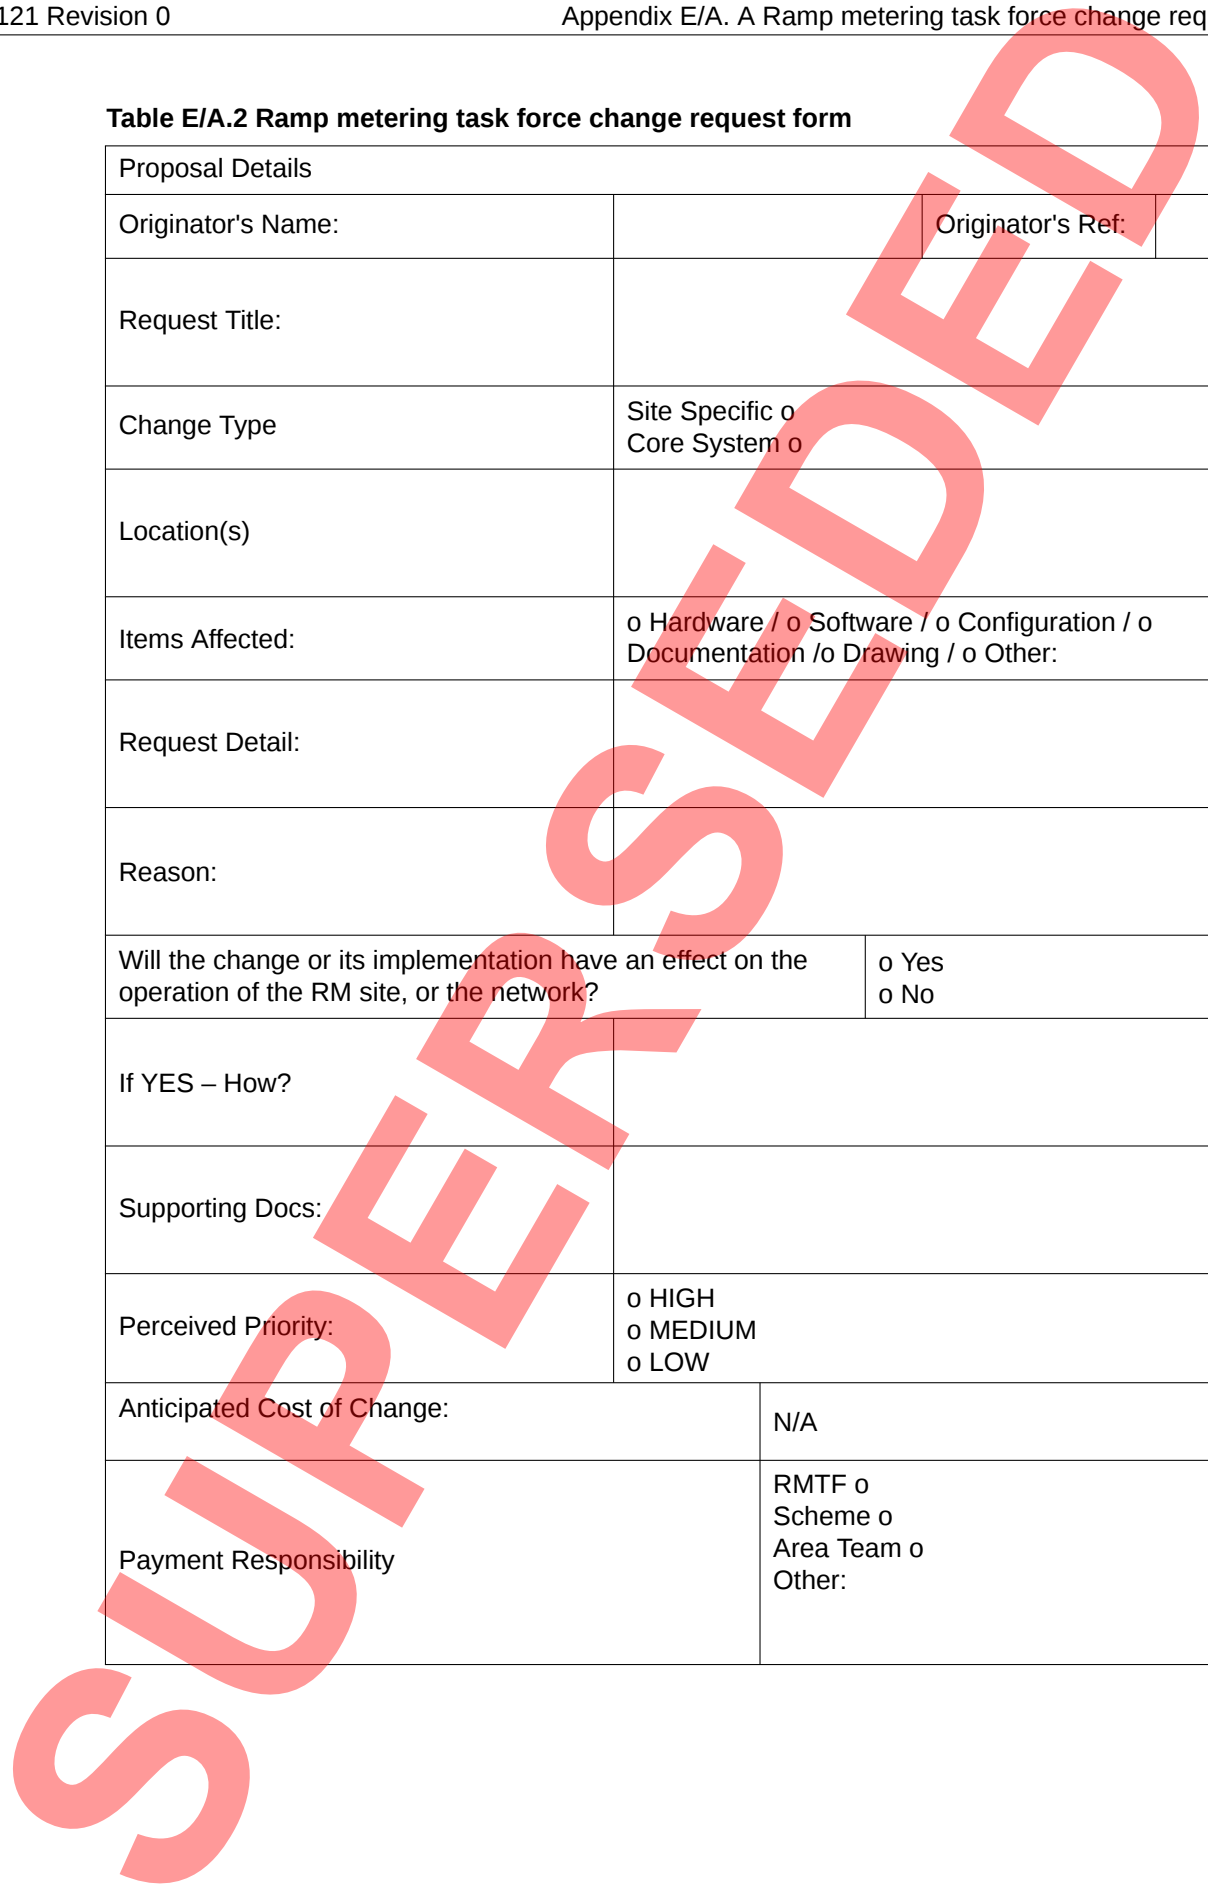 121 Revision 0
Appendix E/A. A Ramp metering task force change req
Table E/A.2 Ramp metering task force change request form
Proposal Details
Originator's Name:
Originator's Ref:
Request Title:
Change Type
Site Specific o
Core System o
Location(s)
Items Affected:
o Hardware / o Software / o Configuration / o
Documentation /o Drawing / o Other:
Request Detail:
Reason:
Will the change or its implementation have an effect on the
operation of the RM site, or the network?
o Yes
o No
If YES – How?
Supporting Docs:
Perceived Priority:
o HIGH
o MEDIUM
o LOW
Anticipated Cost of Change:
N/A
Payment Responsibility
RMTF o
Scheme o
Area Team o
Other:
SUPERSEDED